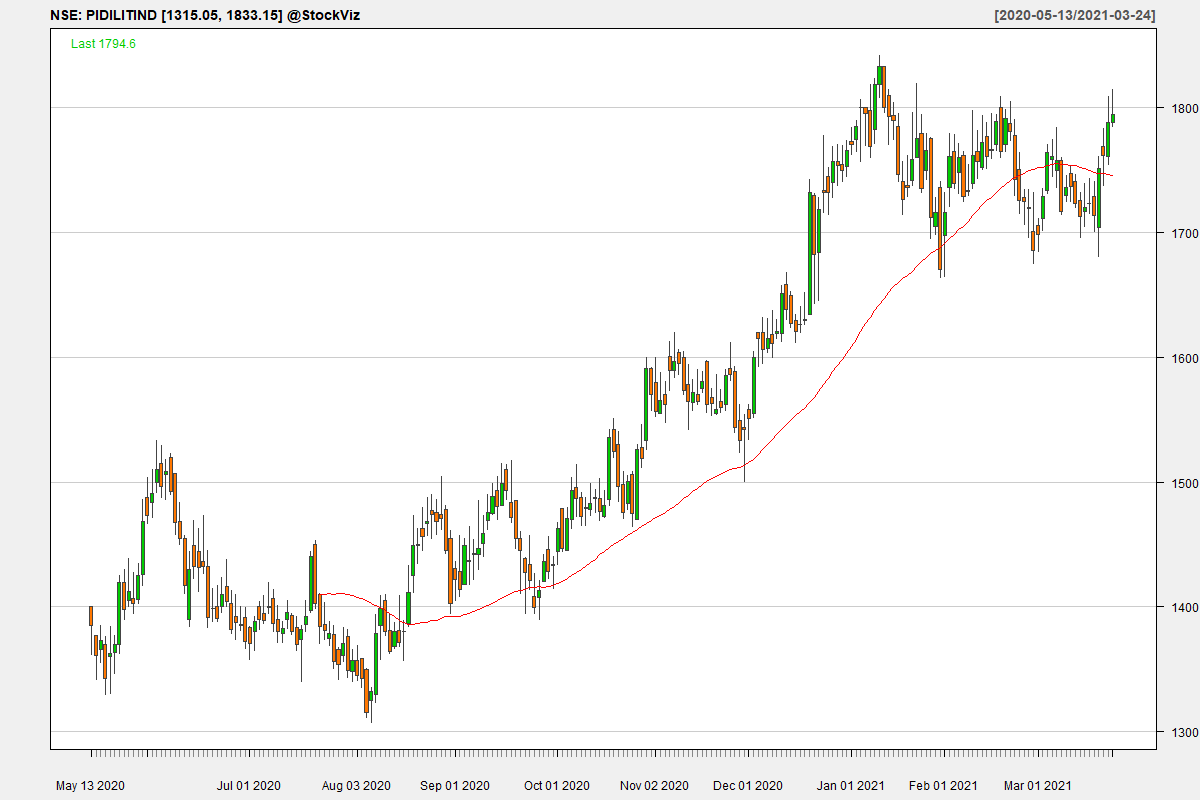 NSE: PIDILITIND [1315.05, 1833.15] @StockViz [2020-05-13/2021-03-24]
Last 1794.6
1800
1700
1600
1500
1400
1300
May 13 2020 Jul 01 2020 Aug 03 2020 Sep 01 2020 Oct 01 2020 Nov 02 2020 Dec 01 2020 Jan 01 2021 Feb 01 2021 Mar 01 2021